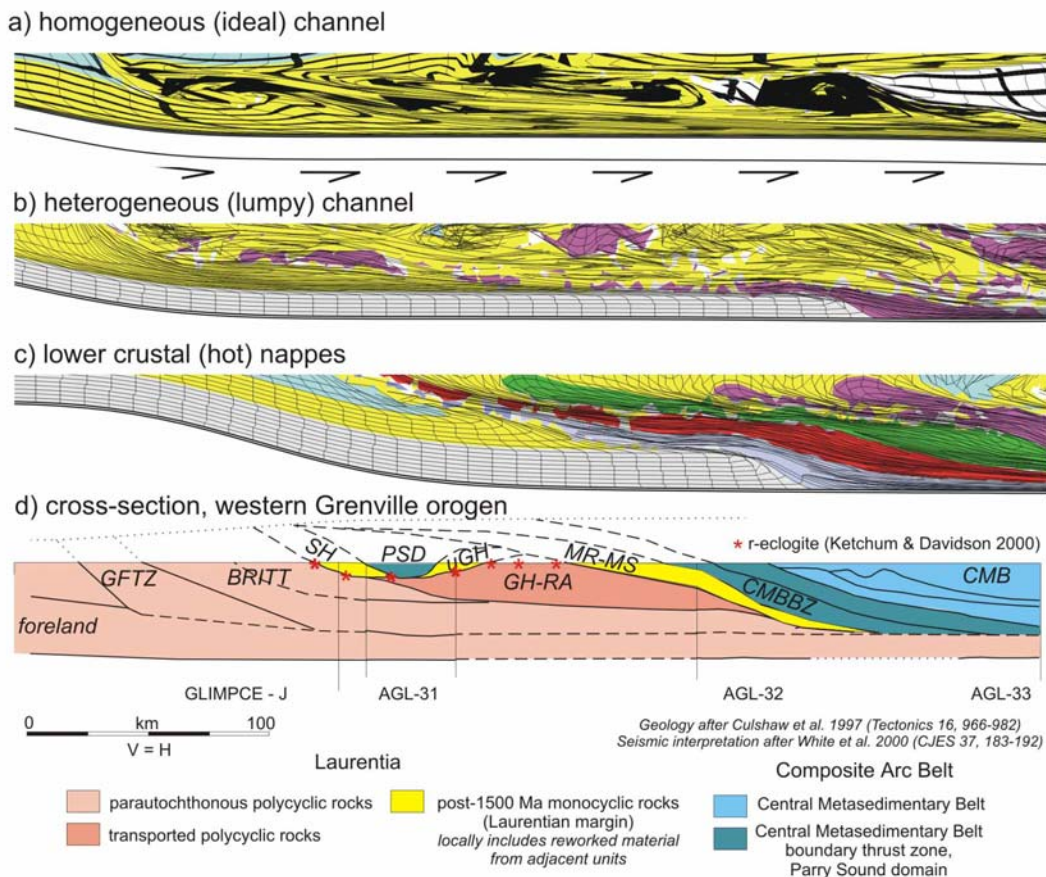 a) homogeneous (ideal) channel
b) heterogeneous (lumpy) channel
c) lower crustal (hot) nappes
d) cross-section, western Grenville orogen
* r-eclogite (Ketchum & Davidson 2000)
SH
PSD
uGH
MR-MS
GFTZ
BRITT
GH-RA
CMBBZ
CMB
foreland
GLIMPCE - J
AGL-31
AGL-32
AGL-33
0 km 100
V = H
Geology after Culshaw et al. 1997 (Tectonics 16, 966-982)
Seismic interpretation after White et al. 2000 (CJES 37, 183-192)
Laurentia
parautochthonous polycyclic rocks
transported polycyclic rocks
post-1500 Ma monocyclic rocks
(Laurentian margin)
locally includes reworked material
from adjacent units
Composite Arc Belt
Central Metasedimentary Belt
Central Metasedimentary Belt
boundary thrust zone,
Parry Sound domain